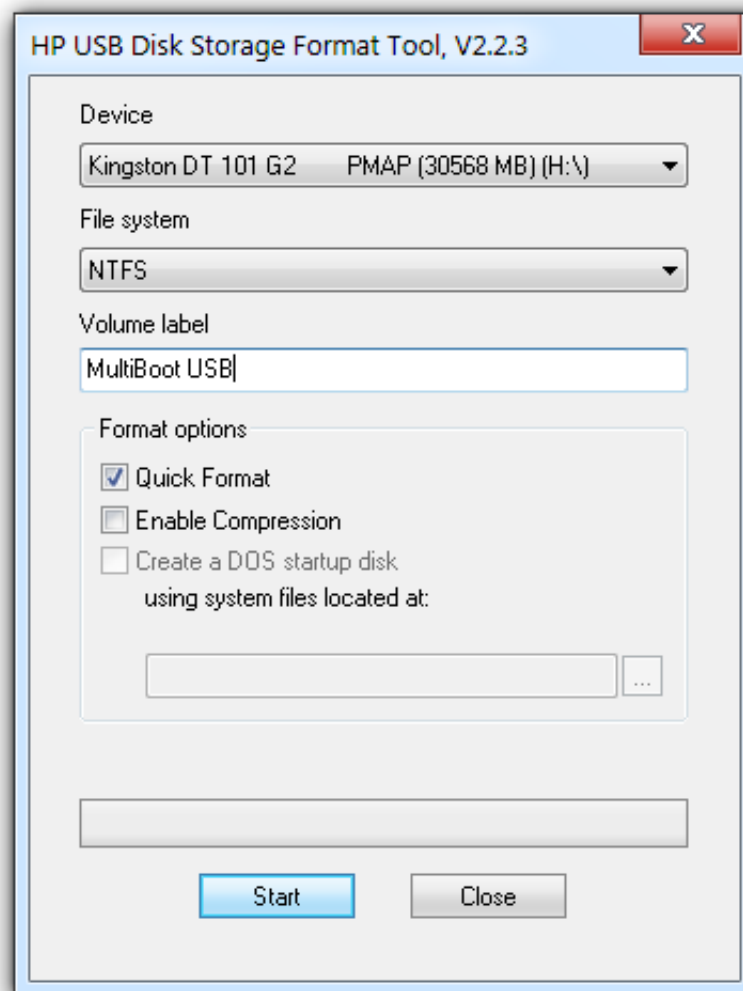 HP USB Disk Storage Format Tool, V2.2.3
x
Device
Kingston DT 101 G2 PMAP (30568 MB) (H:\)
File system
NTFS
Volume label
MultiBoot USB
Format options
Quick Format
Enable Compression
Create a DOS startup disk
using system files located at:
...
Start Close